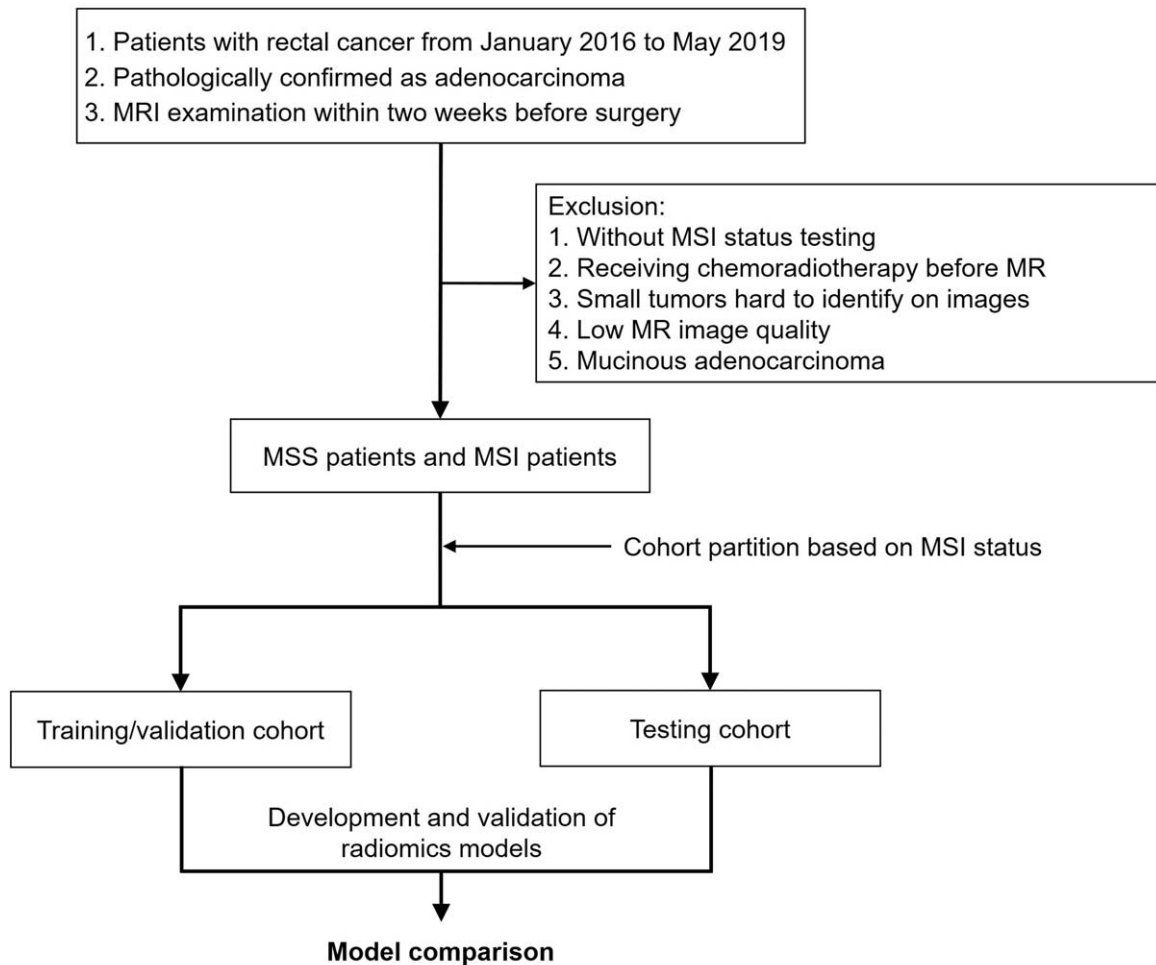 1. Patients with rectal cancer from January 2016 to May 2019
2. Pathologically confirmed as adenocarcinoma
3. MRI examination within two weeks before surgery
Exclusion:
1. Without MSI status testing
2. Receiving chemoradiotherapy before MR
3. Small tumors hard to identify on images
4. Low MR image quality
5. Mucinous adenocarcinoma
MSS patients and MSI patients
Cohort partition based on MSI status
Training/validation cohort
Testing cohort
Development and validation of
radiomics models
Model comparison